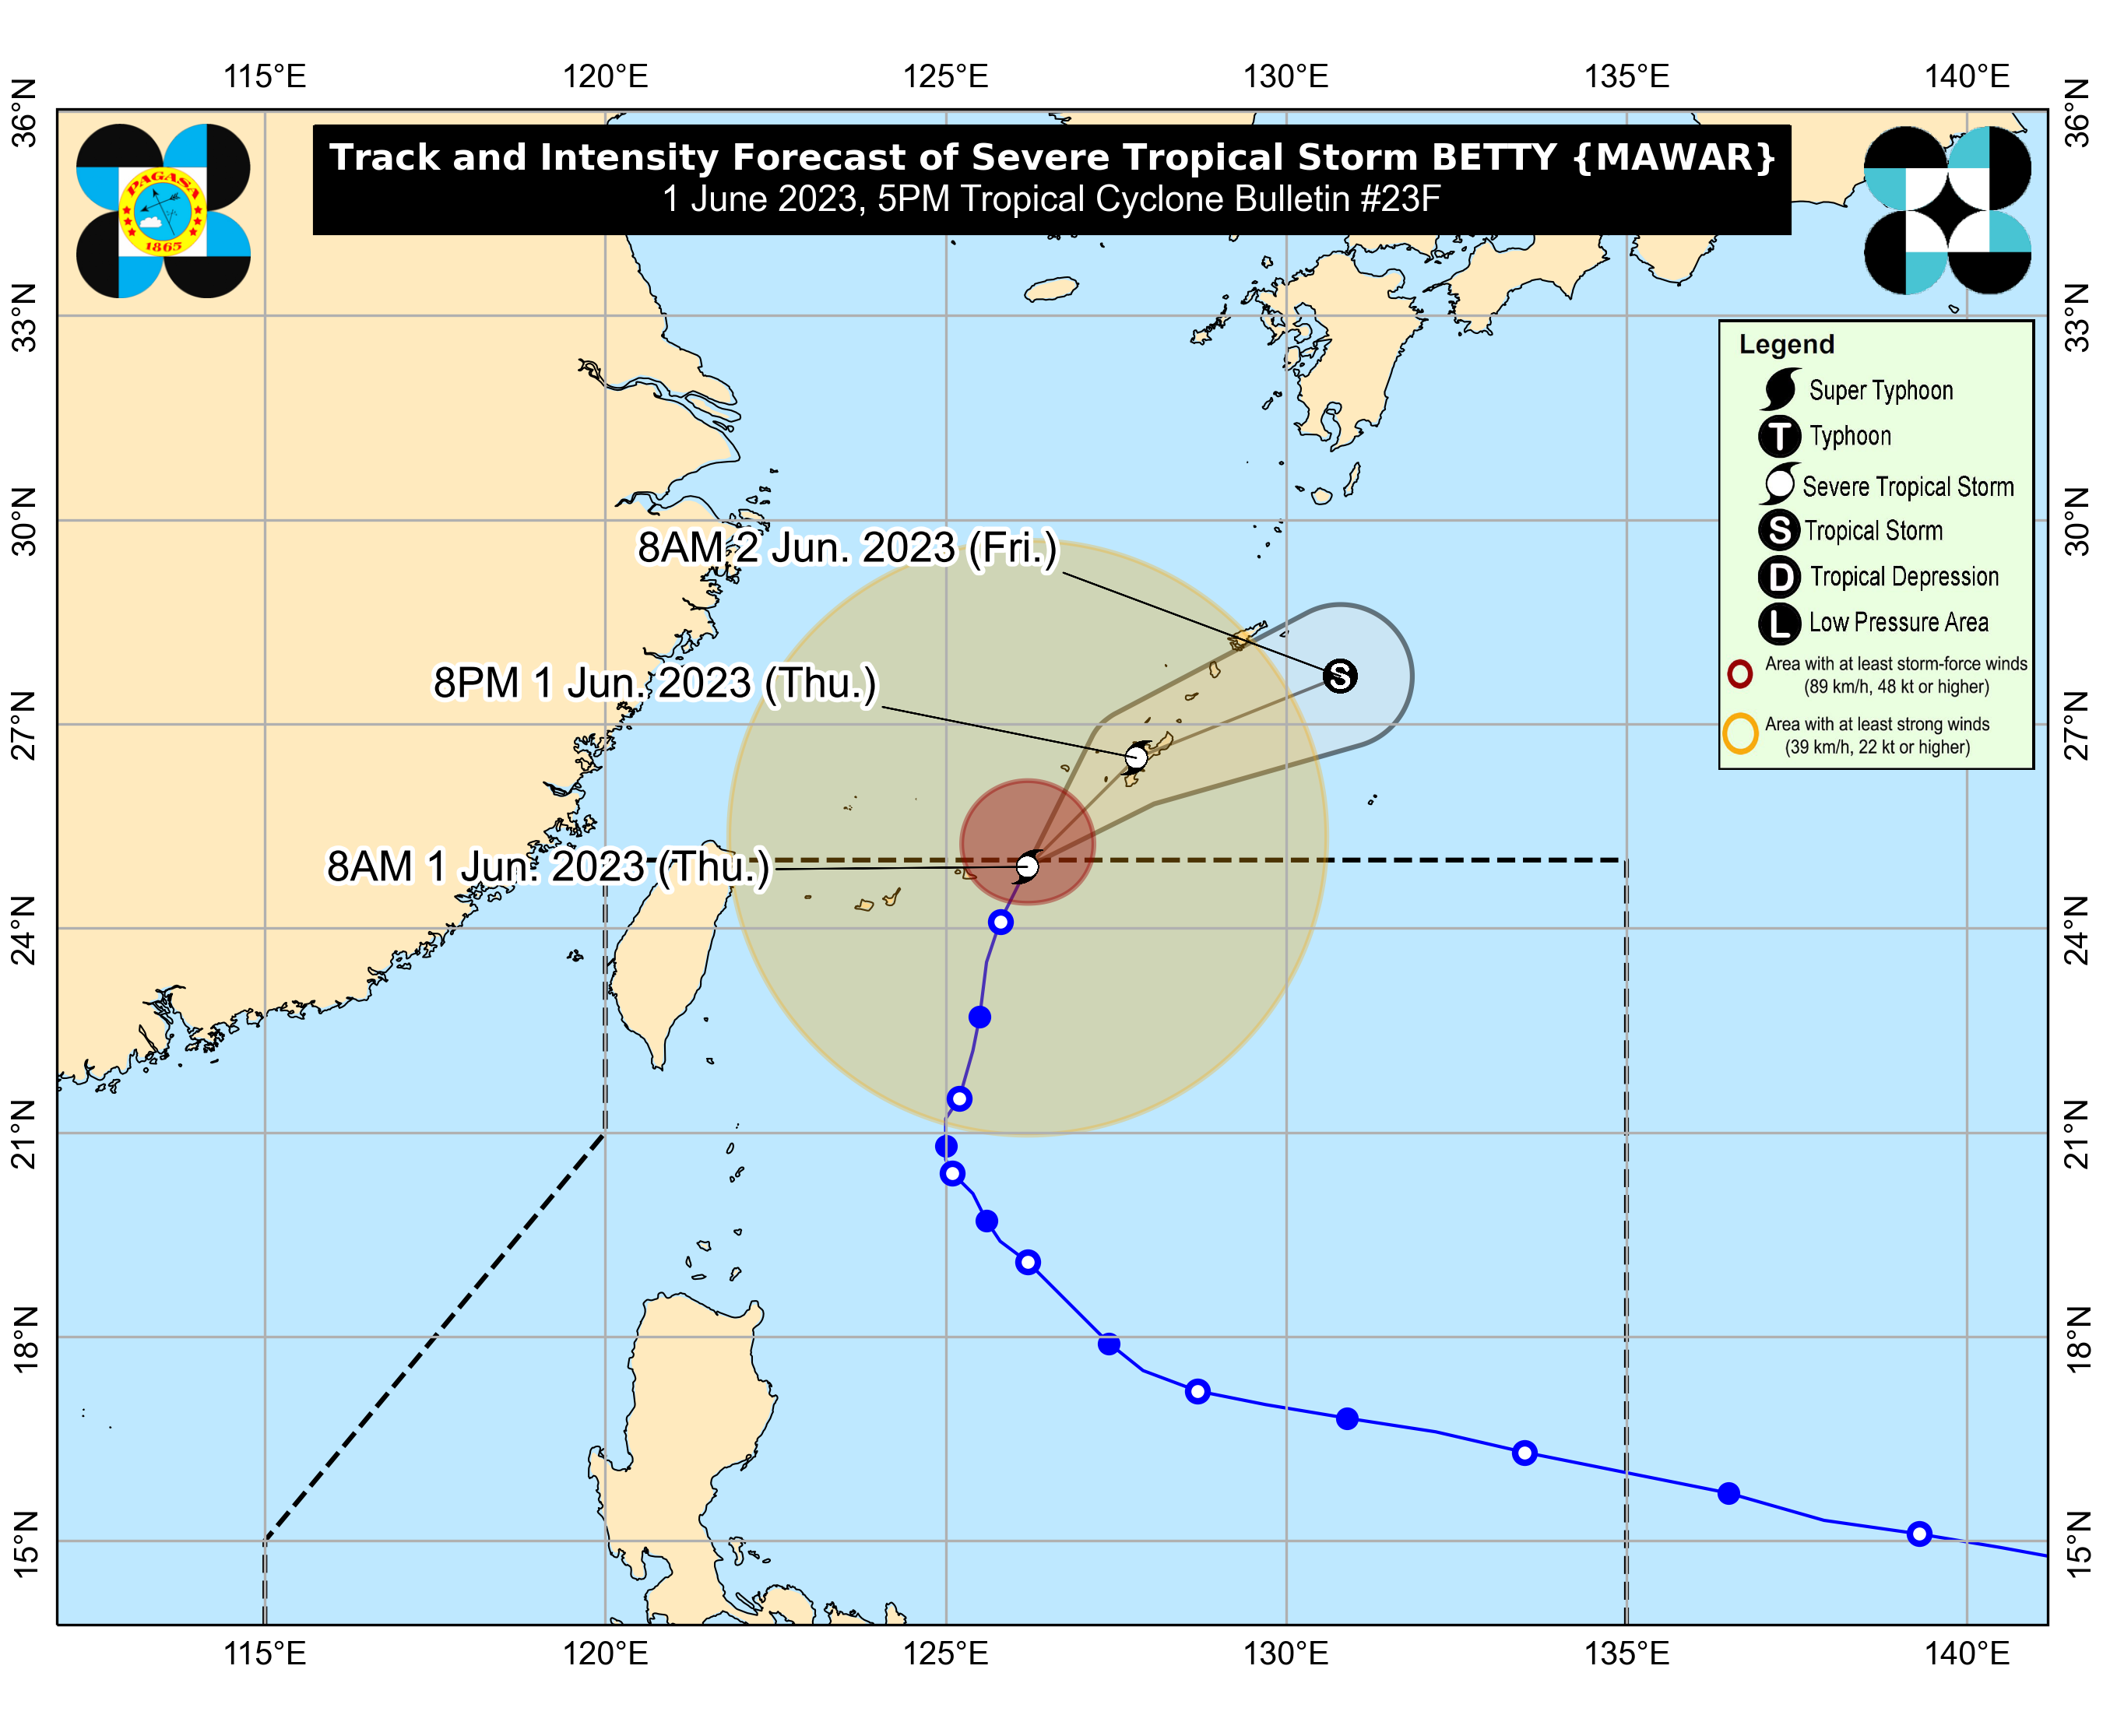 115°E 120°E 125°E 130°E 135°E 140°E
36°N 36°N
Track and Intensity Forecast of Severe Tropical Storm BETTY {MAWAR}
1 June 2023, 5PM Tropical Cyclone Bulletin #23F
PAGASA
1865
33°N 33°N
Legend
Super Typhoon
T Typhoon
Severe Tropical Storm
S Tropical Storm
D Tropical Depression
L Low Pressure Area
Area with at least storm-force winds
(89 km/h, 48 kt or higher)
Area with at least strong winds
(39 km/h, 22 kt or higher)
30°N 30°N
8AM 2 Jun. 2023 (Fri.)
S
8PM 1 Jun. 2023 (Thu.)
27°N 27°N
8AM 1 Jun. 2023 (Thu.)
24°N 24°N
21°N 21°N
18°N 18°N
15°N 15°N
115°E 120°E 125°E 130°E 135°E 140°E